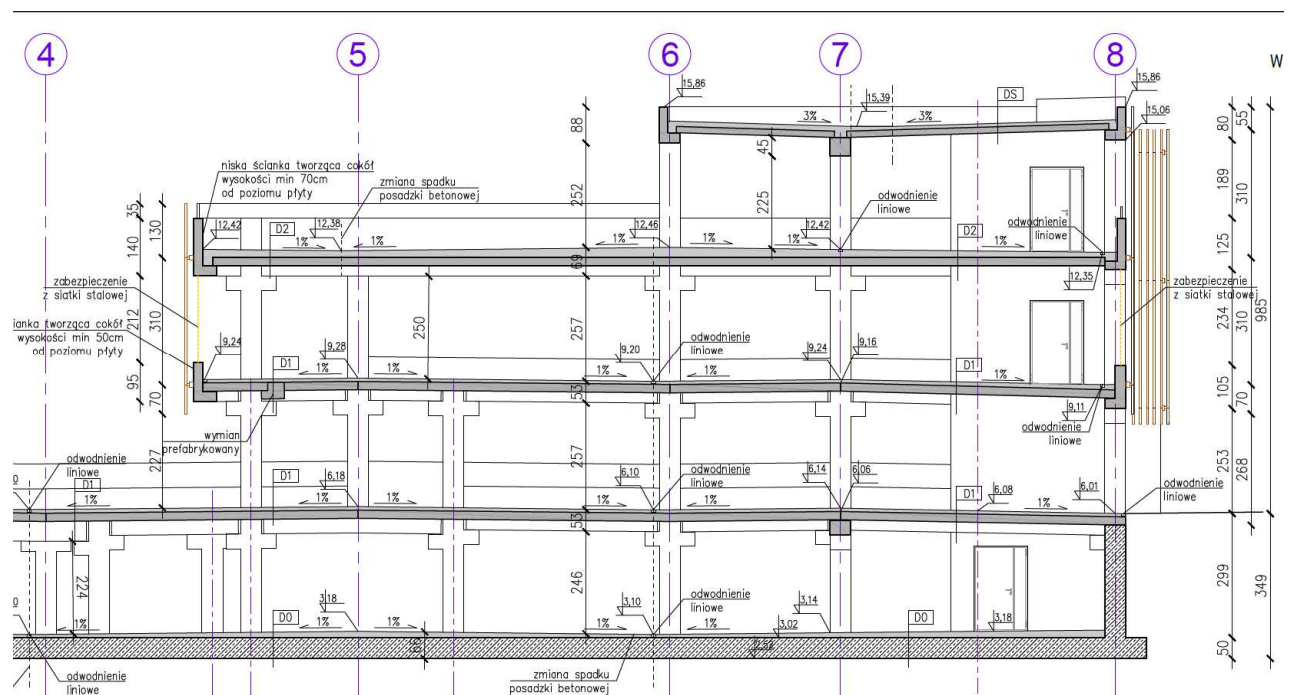 4
5
6
7
8
W
15,86
15,39
DS
15,86
15,06
3%
3%
88
45
80
55
niska ścianka tworząca cokół
wysokości min 70cm
od poziomu płyty
zmiana spadku
posadzki betonowej
252
225
189
310
odwodnienie
liniowe
35
130
140
12,42
D2
12,38
12,46
12,42
D2
odwodnienie
liniowe
1%
1%
1%
1%
1%
1%
125
69
12,35
zabezpieczenie
z siatki stalowej
zabezpieczenie
z siatki stalowej
212
310
250
257
234
310
985
ianka tworząca cokół
wysokości min 50cm
od poziomu płyty
9,24
9,28
9,20
odwodnienie
liniowe
9,24
9,16
D1
D1
1%
1%
1%
1%
1%
1%
95
70
53
105
70
9,11
odwodnienie
liniowe
wymian
prefabrykowany
227
257
253
268
odwodnienie
liniowe
D1
D1
6,18
6,10
odwodnienie
liniowe
6,14
6,06
D1
6,08
6,01
odwodnienie
liniowe
1%
1%
1%
1%
1%
1%
1%
53
224
246
299
349
3,18
3,10
odwodnienie
liniowe
3,14
3,02
D0
D0
3,18
1%
1%
1%
1%
1%
1%
66
2,52
50
odwodnienie
liniowe
zmiana spadku
posadzki betonowej